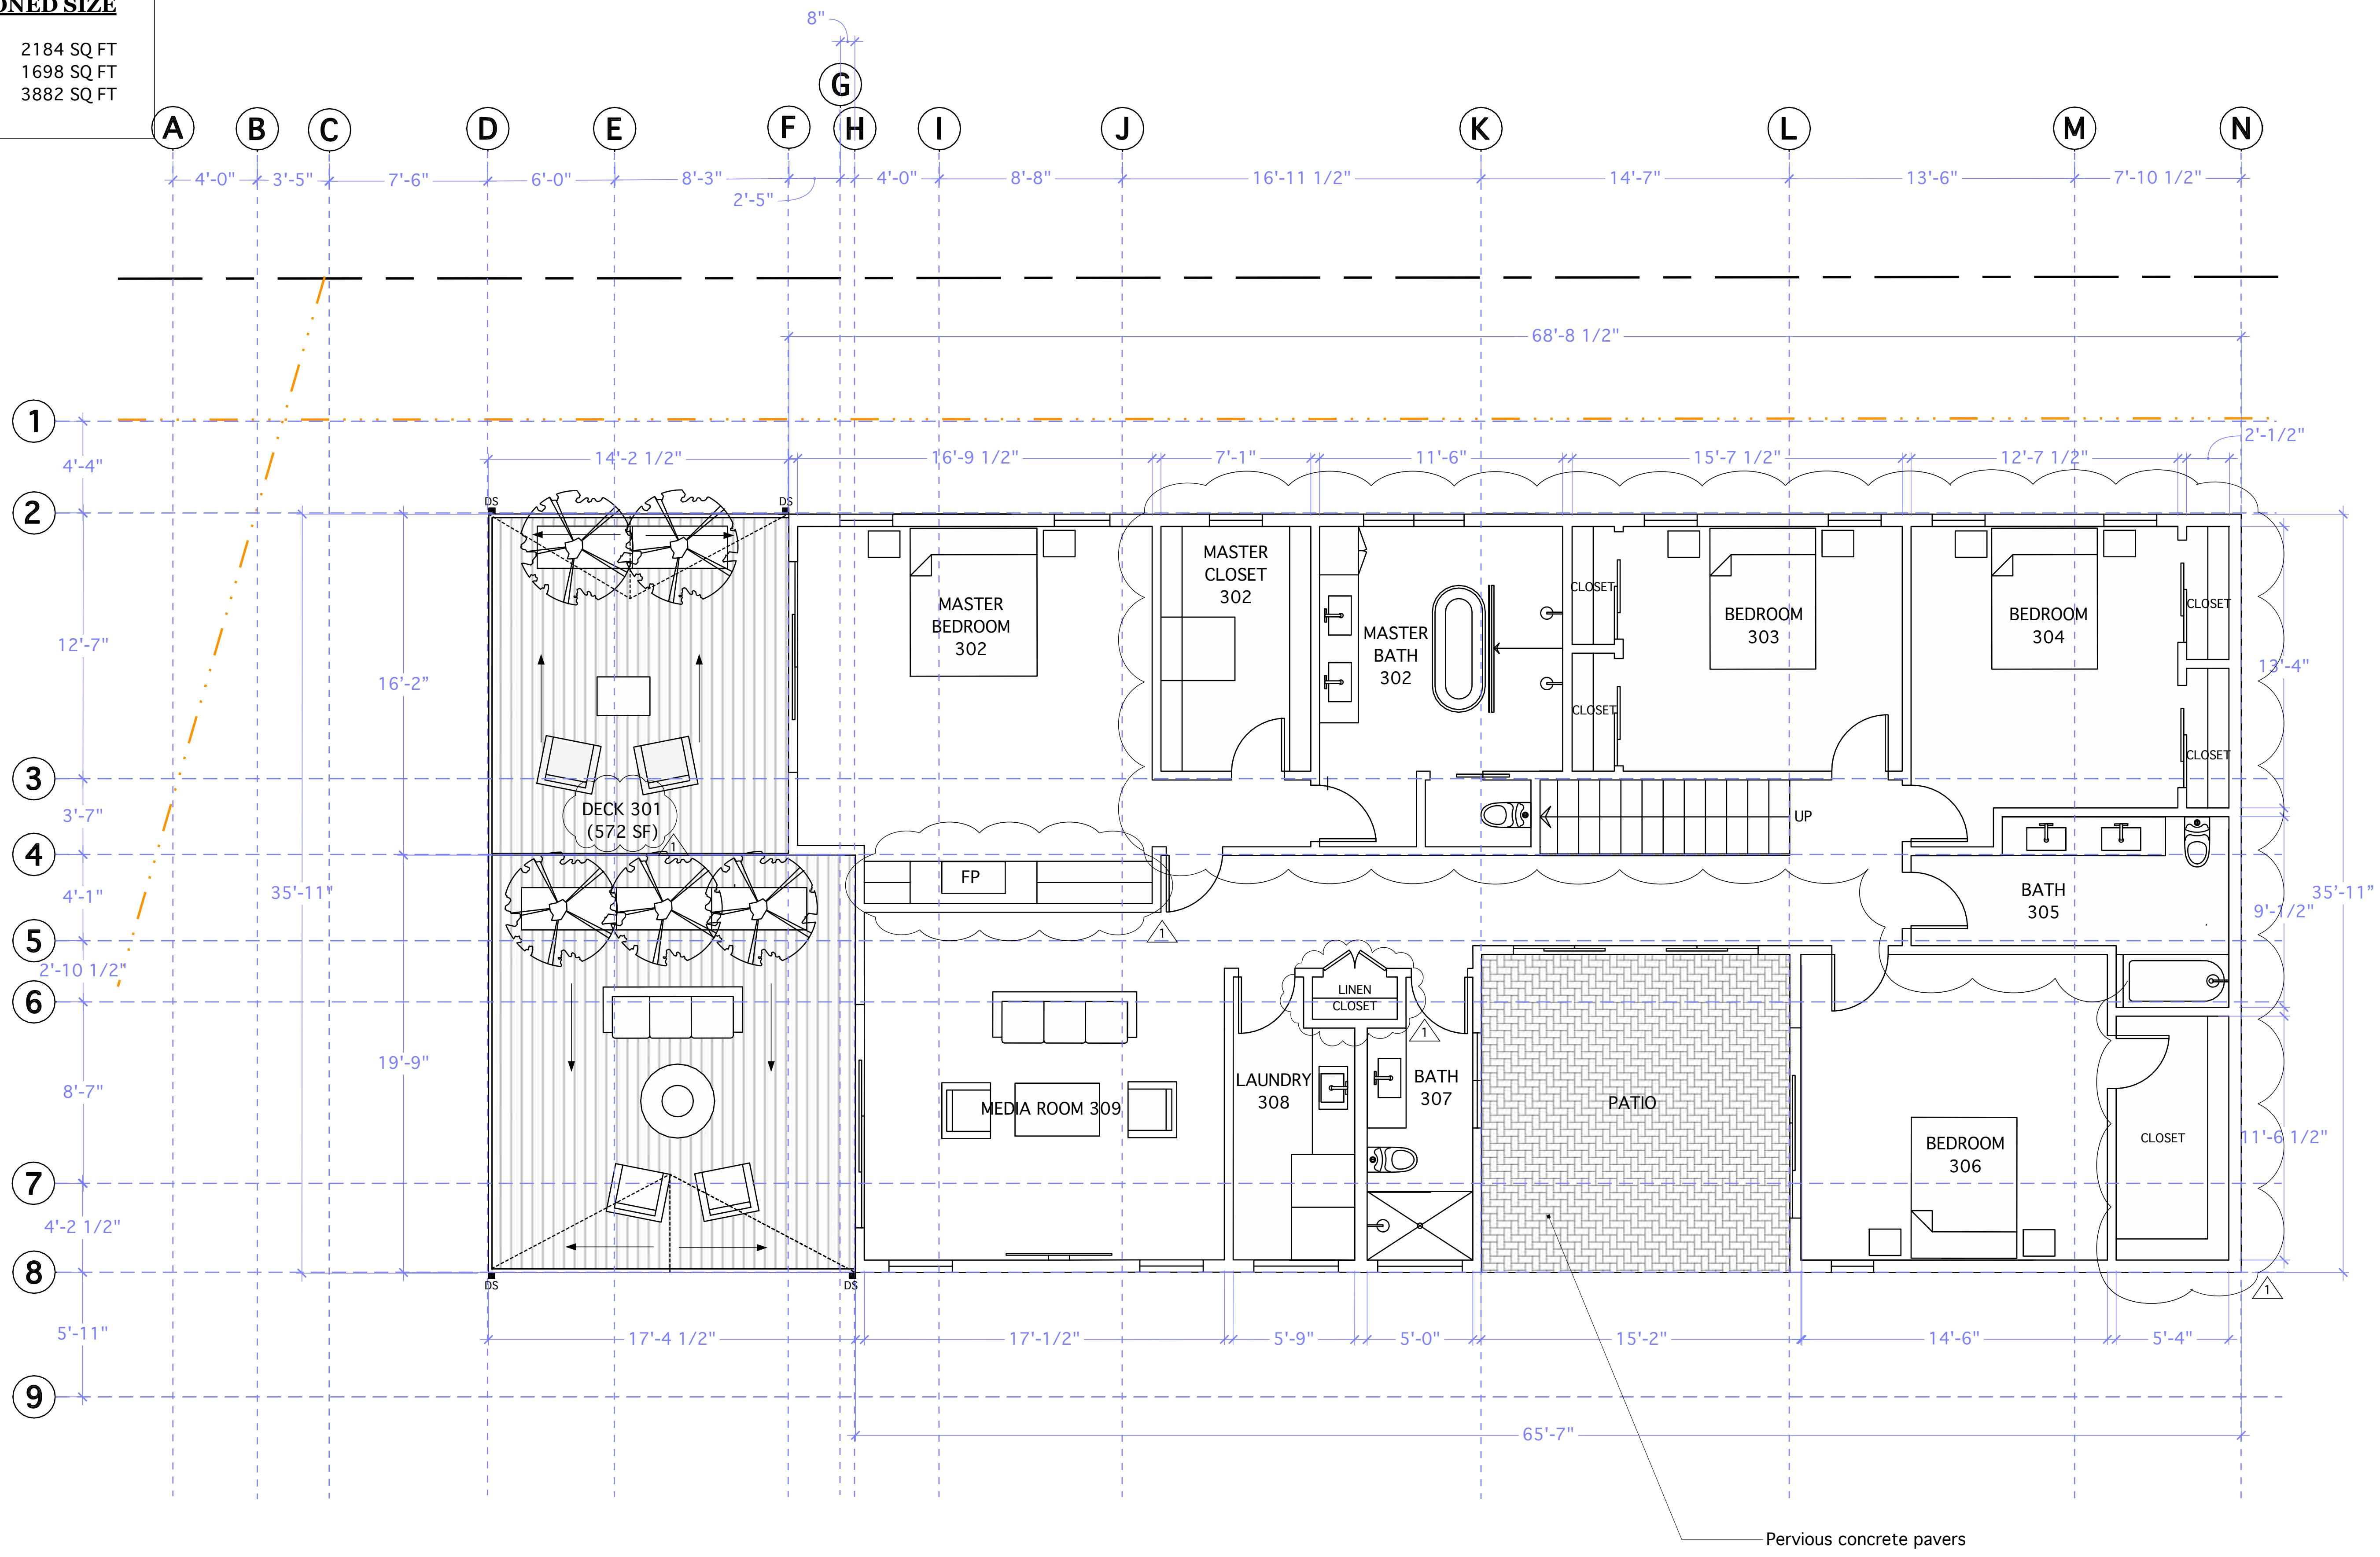 ONED SIZE
2184 SQ FT
1698 SQ FT
3882 SQ FT
8"
G
A B C D E F H I J K L M N
4'-0" 3'-5" 7'-6" 6'-0" 8'-3" 4'-0" 8'-8" 16'-11 1/2" 14'-7" 13'-6" 7'-10 1/2"
2'-5"
68'-8 1/2"
1
2'-1/2"
4'-4"
14'-2 1/2" 16'-9 1/2" 7'-1" 11'-6" 15'-7 1/2" 12'-7 1/2"
DS DS
2
MASTER
CLOSET
302
CLOSET
CLOSET
MASTER
BEDROOM
302
MASTER
BATH
302
BEDROOM
303
BEDROOM
304
12'-7"
16'-2"
13'-4"
CLOSET
CLOSET
3
3'-7"
DECK 301
(572 SF)
1
UP
4
4'-1"
35'-11"
FP
BATH
305
35'-11"
9'-1/2"
5
1
2'-10 1/2"
6
LINEN
CLOSET
1
19'-9"
8'-7"
LAUNDRY
308
BATH
307
MEDIA ROOM 309
PATIO
BEDROOM
306
CLOSET
11'-6 1/2"
7
4'-2 1/2"
8
DS DS
1
5'-11"
17'-4 1/2" 17'-1/2" 5'-9" 5'-0" 15'-2" 14'-6" 5'-4"
9
65'-7"
Pervious concrete pavers